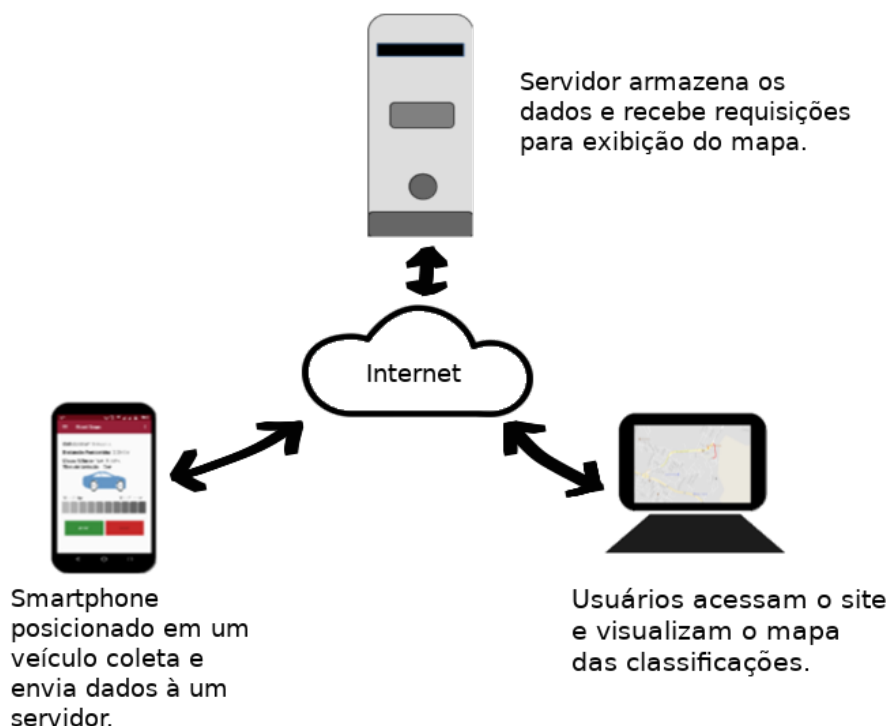 Servidor armazena os
dados e recebe requisições
para exibição do mapa.
Internet
Smartphone
posicionado em um
veículo coleta e
envia dados à um
servidor.
Usuários acessam o site
e visualizam o mapa
das classificações.